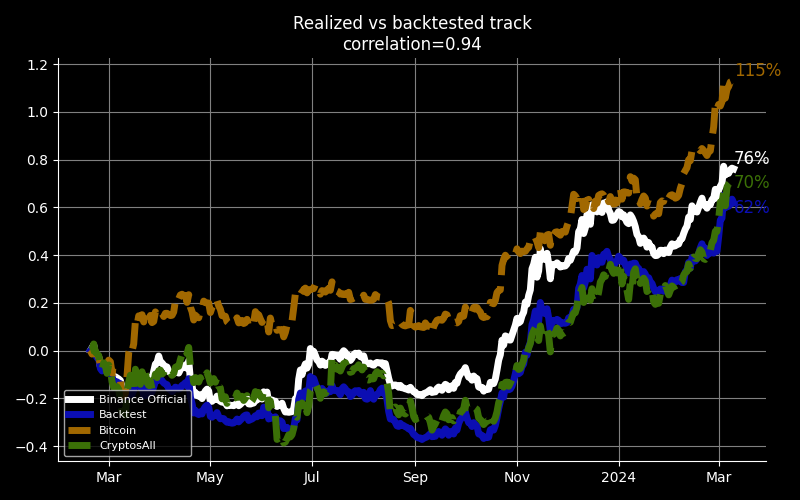 Realized vs backtested track
correlation=0.94
1.2
1.0
0.8
0.6
0.4
0.2
0.0
−0.2
−0.4
115%
76%
70%
62%
Binance Official
Backtest
Bitcoin
CryptosAll
Mar
May
Jul
Sep
Nov
2024
Mar